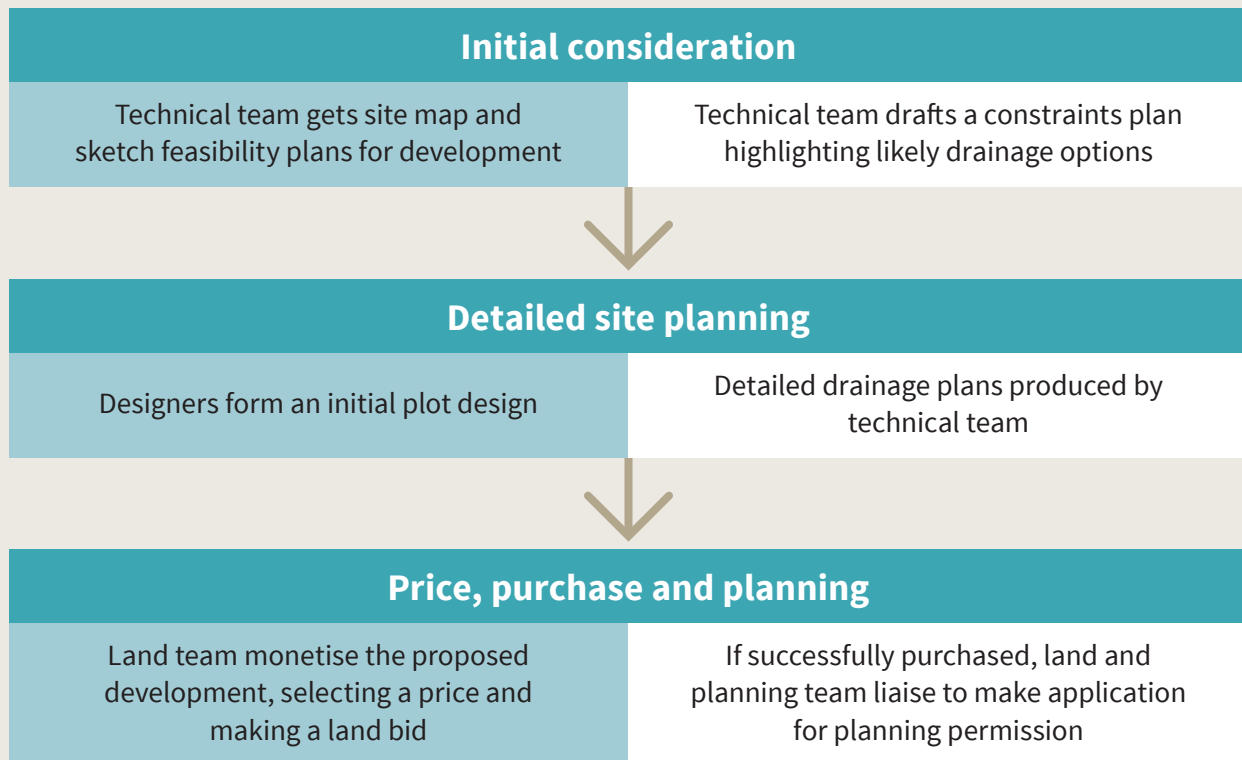 Initial consideration
Technical team gets site map and
sketch feasibility plans for development
Technical team drafts a constraints plan
highlighting likely drainage options
Detailed site planning
Designers form an initial plot design
Detailed drainage plans produced by
technical team
Price, purchase and planning
Land team monetise the proposed
development, selecting a price and
making a land bid
If successfully purchased, land and
planning team liaise to make application
for planning permission